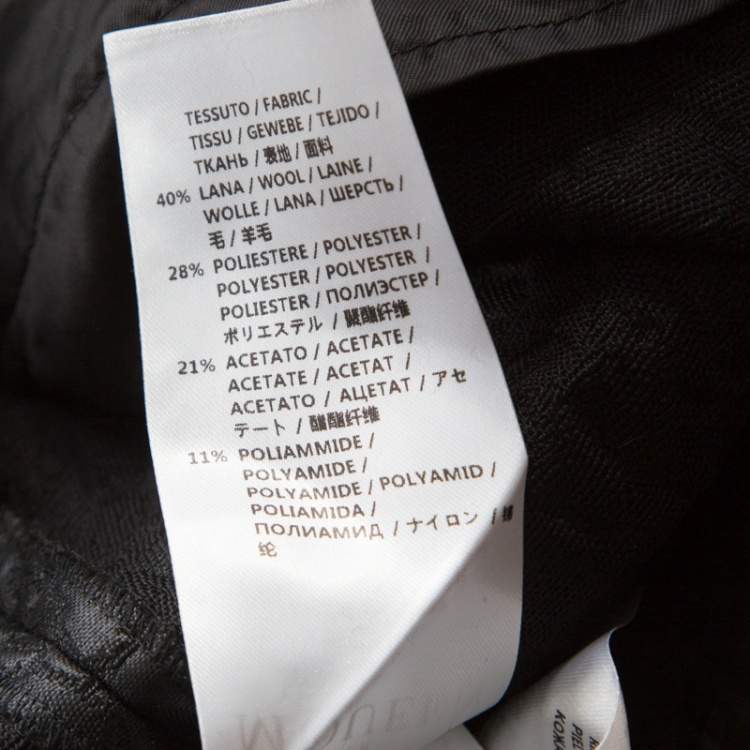 TESSUTO / FABRIC /
TISSU / GEWEBE / TEJIDO /
ТКАНЬ / 表地 / 面料
40% LANA / WOOL / LAINE /
WOLLE / LANA / ШЕРСТЬ /
毛 / 羊毛
28% POLIESTERE / POLYESTER /
POLYESTER / POLYESTER /
POLIESTER / ПОЛИЭСТЕР /
ポリエステル / 聚酯纤维
21% ACETATO / ACETATE /
ACETATE / ACETAT /
ACETATO / АЦЕТАТ / アセ
テート / 醋酯纤维
11% POLIAMMIDE /
POLYAMIDE /
POLYAMIDE / POLYAMID /
POLIAMIDA /
ПОЛИАМИД / ナイロン /
纶